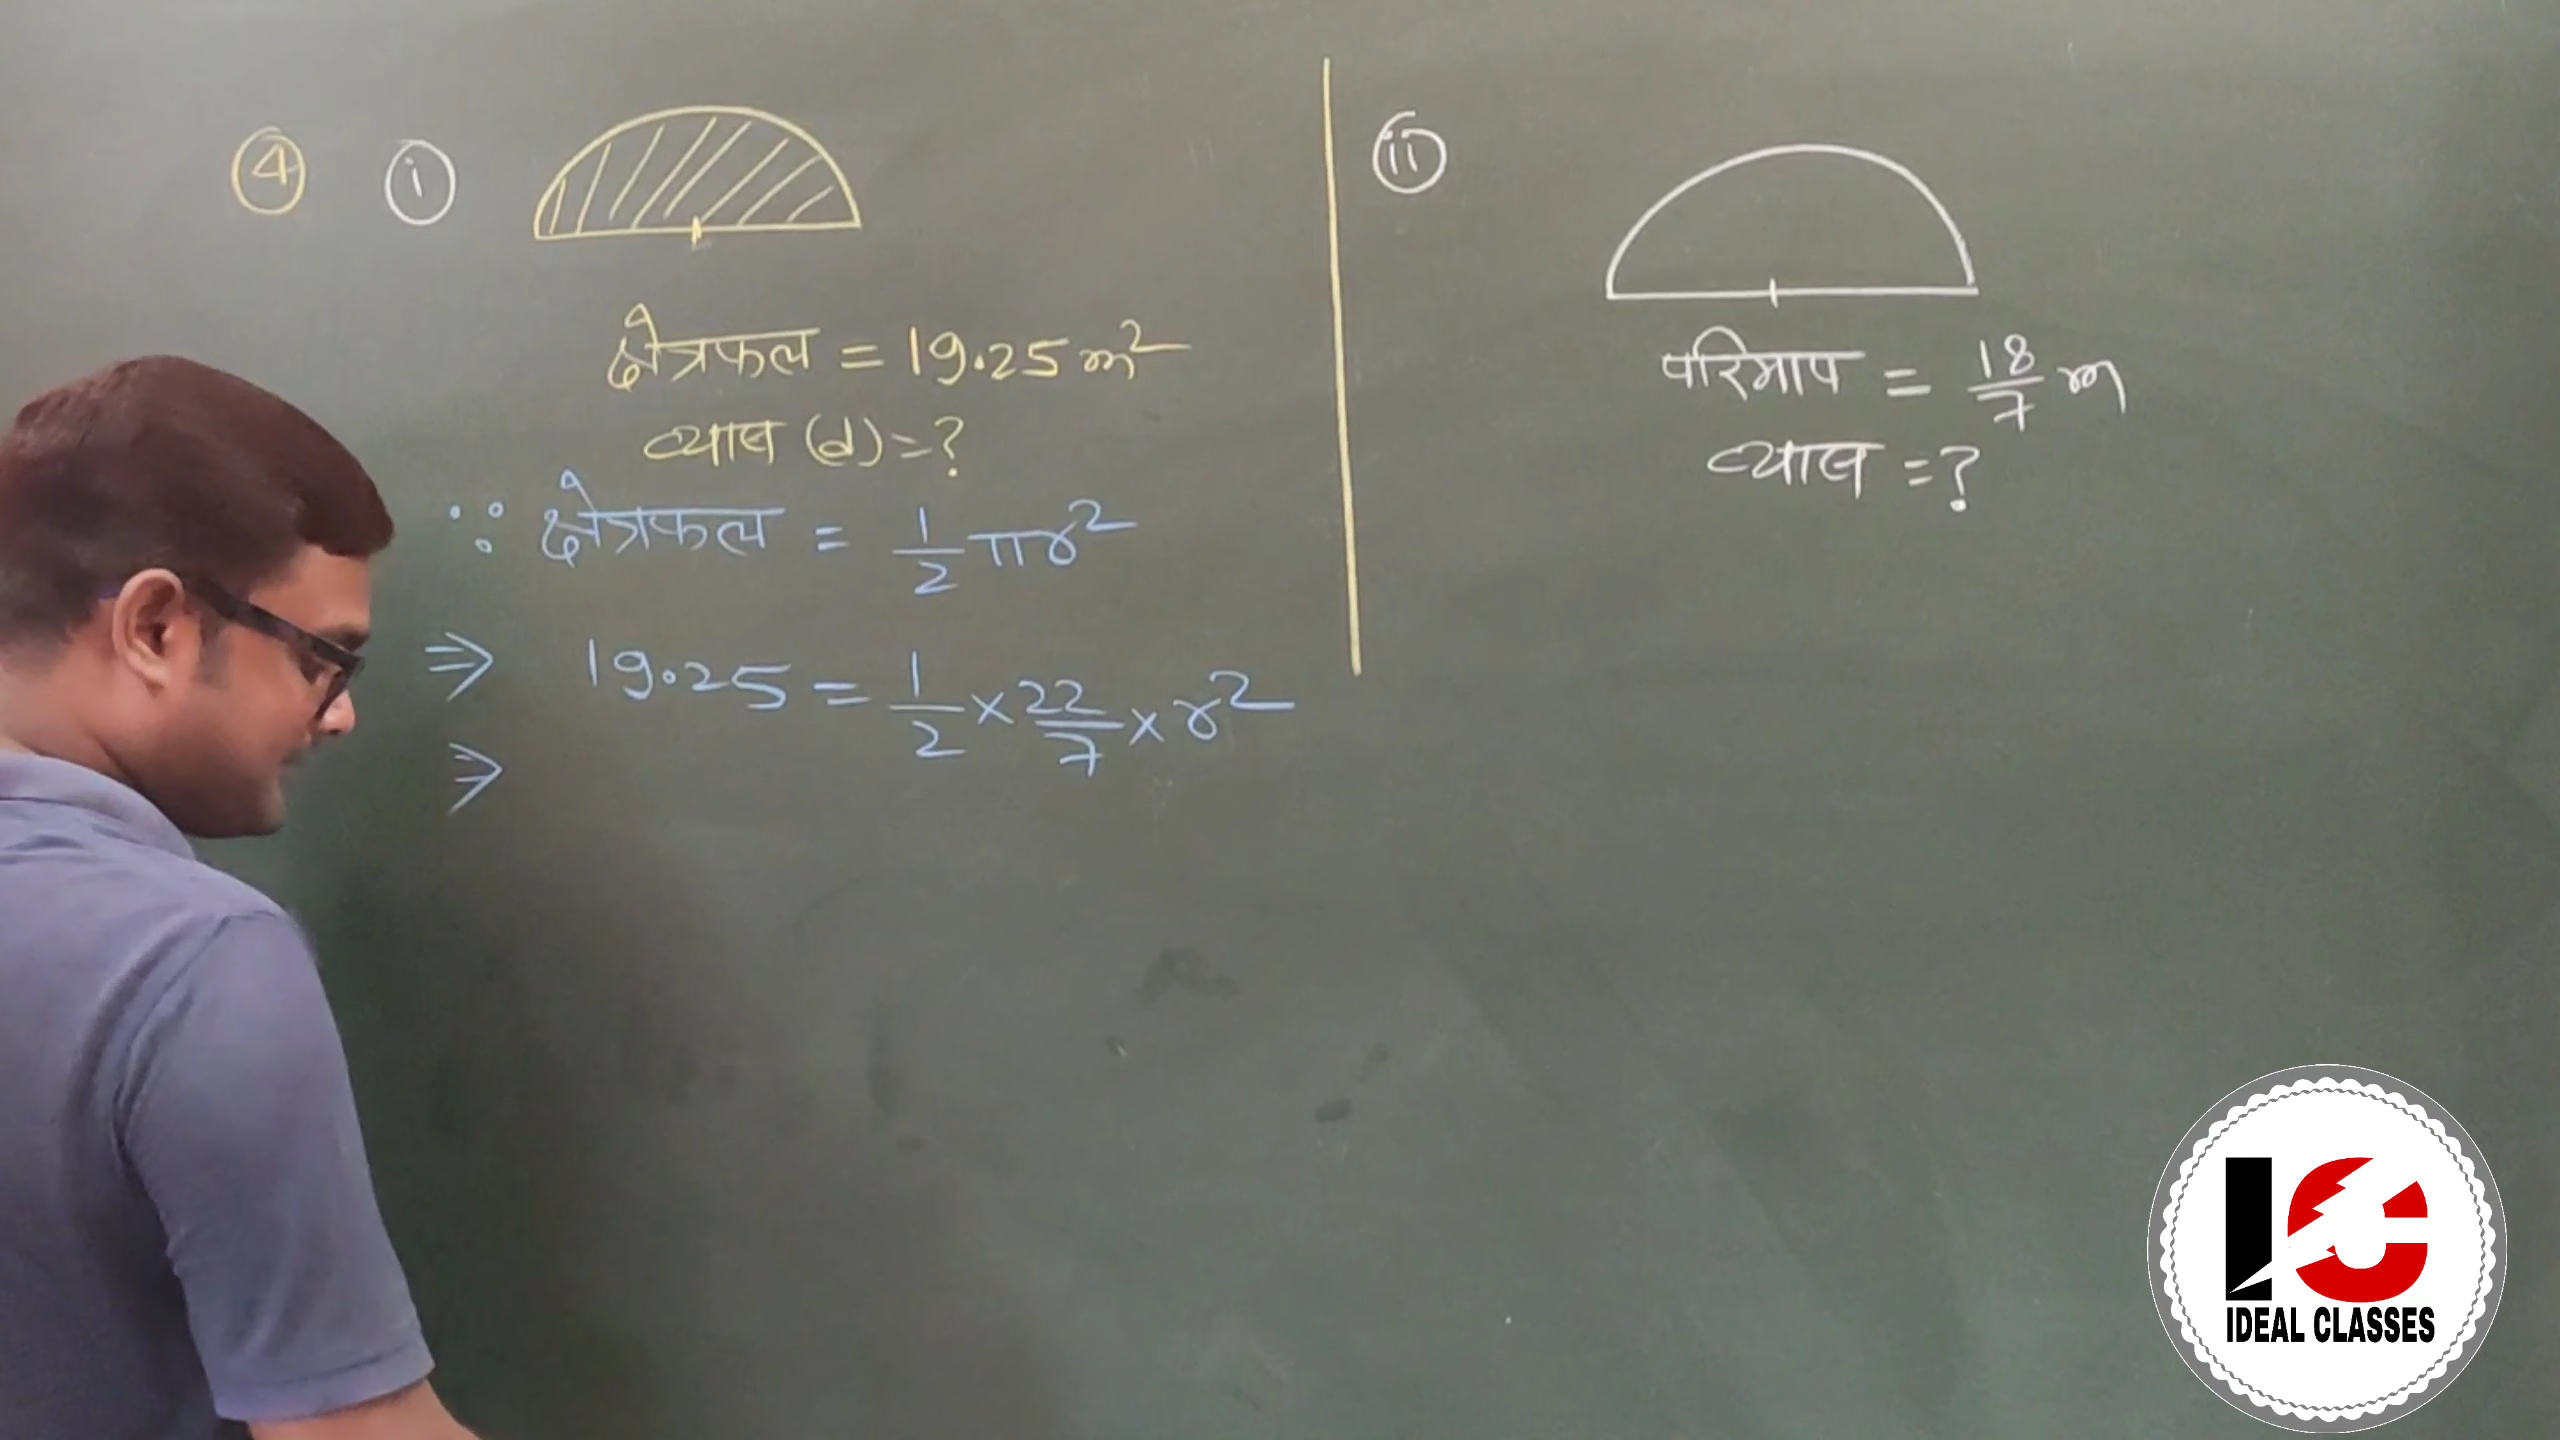 4 i
क्षेत्रफल = 19.25 m²
व्यास (d) = ?
∵ क्षेत्रफल = 1/2 πr²
⇒ 19.25 = 1/2 × 22/7 × r²
⇒
ii
परिमाप = 18/7 m
व्यास = ?
IC
IDEAL CLASSES